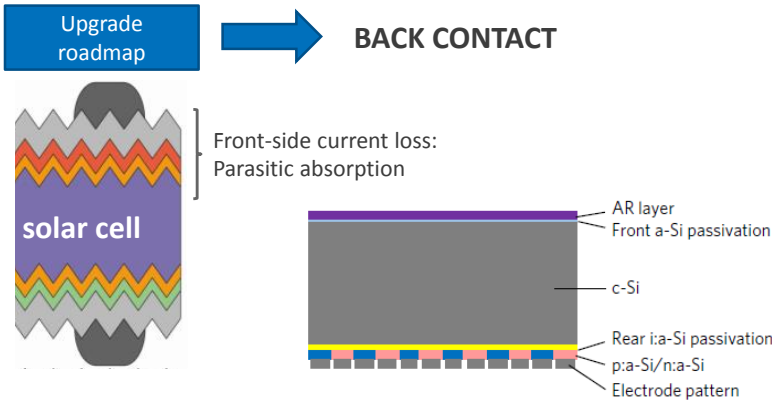 Upgrade
roadmap
BACK CONTACT
Front-side current loss:
Parasitic absorption
solar cell
AR layer
Front a-Si passivation
c-Si
Rear i:a-Si passivation
p:a-Si/n:a-Si
Electrode pattern